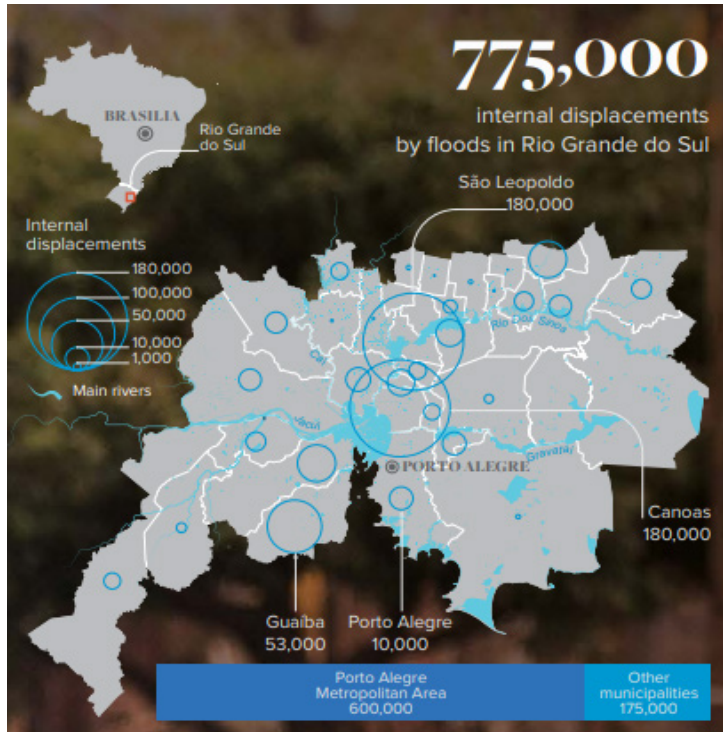 775,000
internal displacements
by floods in Rio Grande do Sul
BRASILIA
Rio Grande
do Sul
Internal
displacements
180,000
100,000
50,000
10,000
1,000
Main rivers
São Leopoldo
180,000
Rio Dos Sinos
Caí
Jacuí
Gravataí
PORTO ALEGRE
Canoas
180,000
Guaíba
53,000
Porto Alegre
10,000
Porto Alegre
Metropolitan Area
600,000
Other
municipalities
175,000